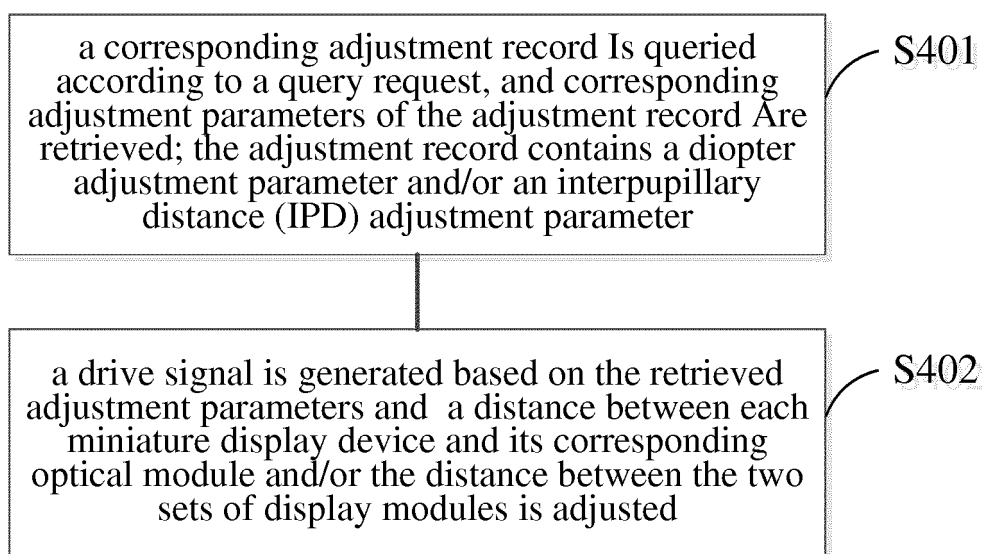 a corresponding adjustment record Is queried
according to a query request, and corresponding
adjustment parameters of the adjustment record Are
retrieved; the adjustment record contains a diopter
adjustment parameter and/or an interpupillary
distance (IPD) adjustment parameter
S401
a drive signal is generated based on the retrieved
adjustment parameters and a distance between each
miniature display device and its corresponding
optical module and/or the distance between the two
sets of display modules is adjusted
S402